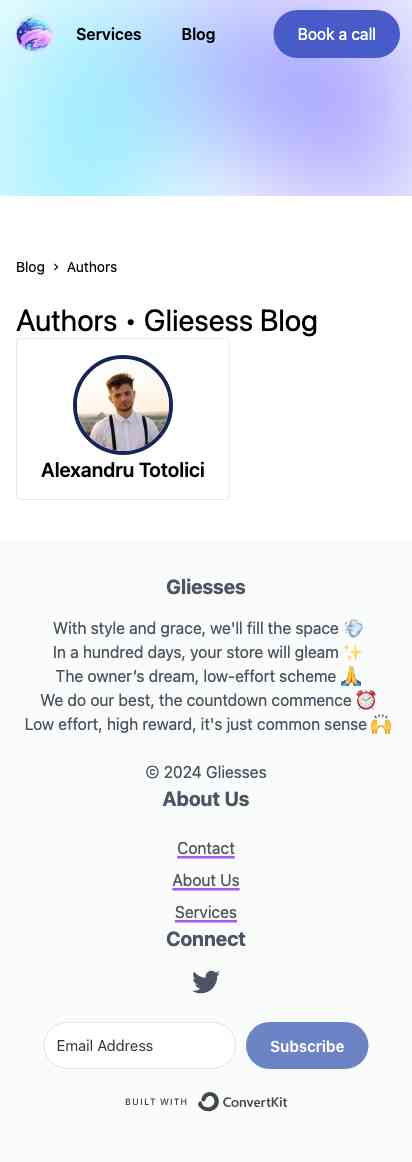 Services
Blog
Book a call
Blog > Authors
Authors • Gliesess Blog
Alexandru Totolici
Gliesses
With style and grace, we'll fill the space 💨
In a hundred days, your store will gleam ✨
The owner’s dream, low-effort scheme 🙏
We do our best, the countdown commence ⏰
Low effort, high reward, it's just common sense 🙌
© 2024 Gliesses
About Us
Contact
About Us
Services
Connect
Email Address
Subscribe
BUILT WITH ConvertKit